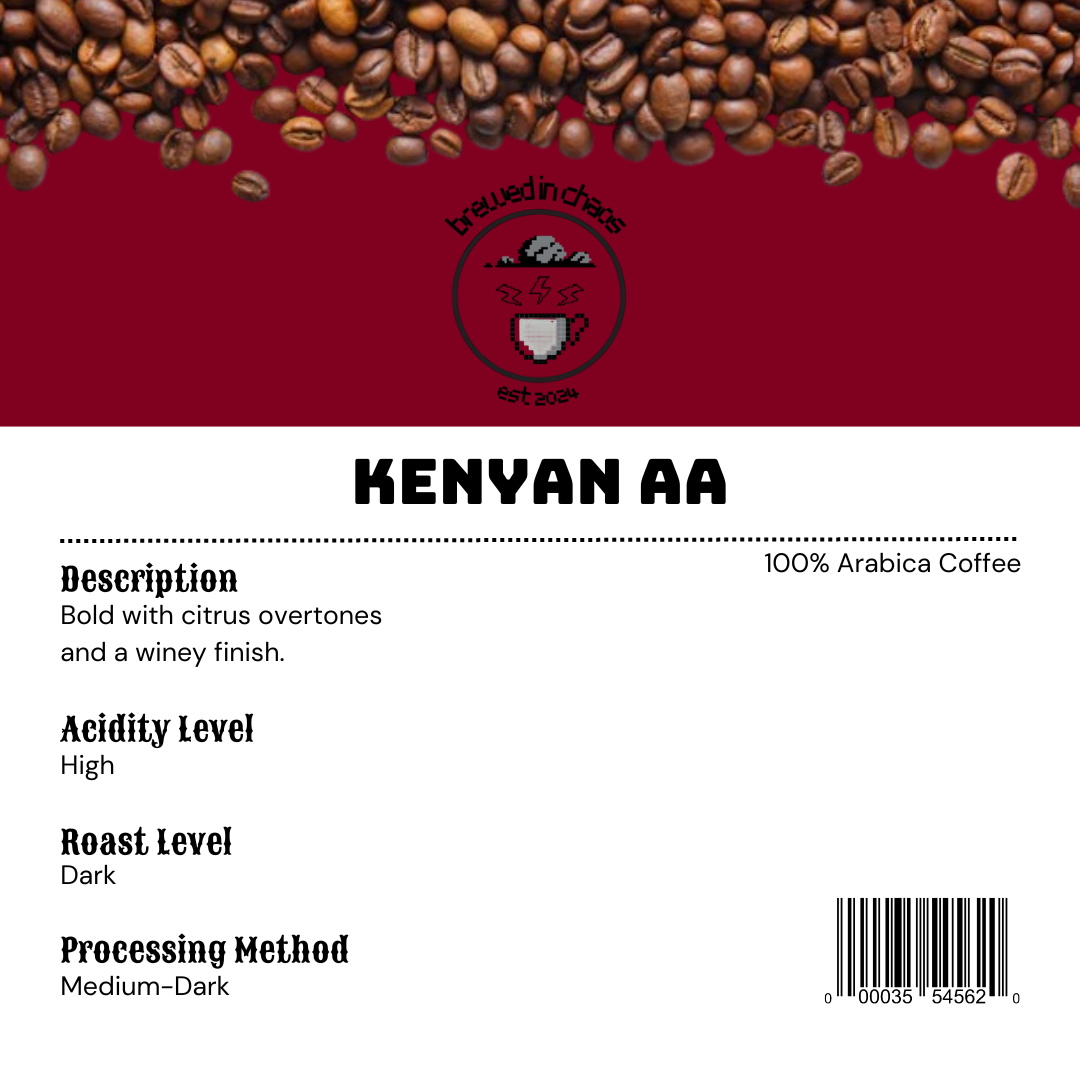 brewed in chaos
est 2024
KENYAN AA
100% Arabica Coffee
Description
Bold with citrus overtones
and a winey finish.
Acidity Level
High
Roast Level
Dark
Processing Method
Medium-Dark
0 00035 54562 0